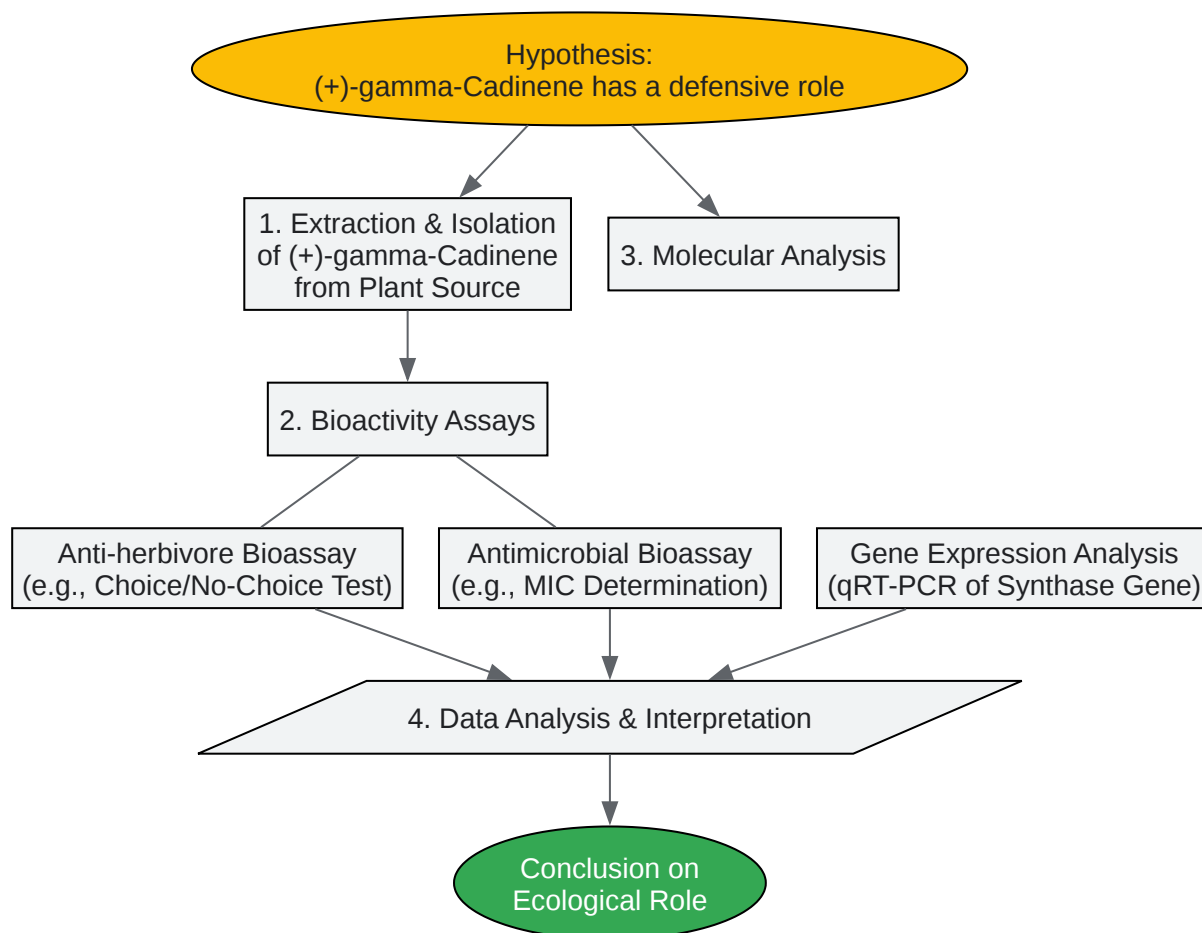 Hypothesis:
(+)-gamma-Cadinene has a defensive role
1. Extraction & Isolation
of (+)-gamma-Cadinene
from Plant Source
3. Molecular Analysis
2. Bioactivity Assays
Anti-herbivore Bioassay
(e.g., Choice/No-Choice Test)
Antimicrobial Bioassay
(e.g., MIC Determination)
Gene Expression Analysis
(qRT-PCR of Synthase Gene)
4. Data Analysis & Interpretation
Conclusion on
Ecological Role